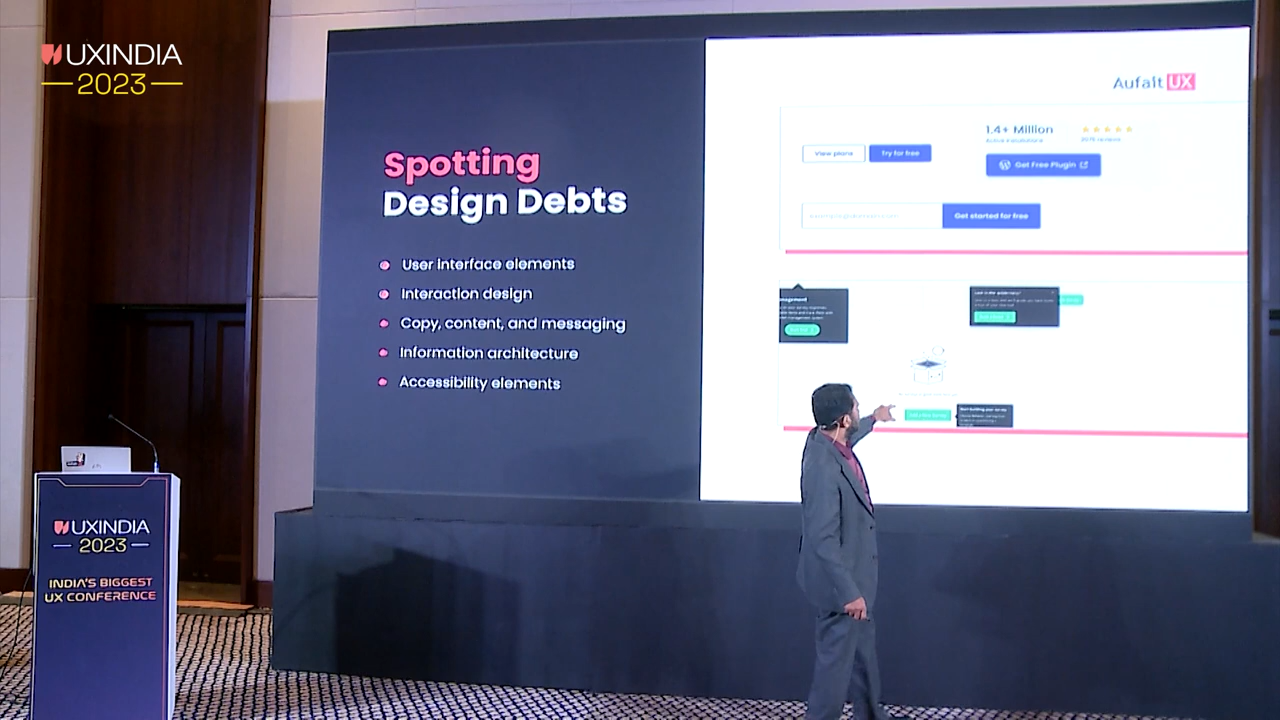 UXINDIA
2023
Spotting
Design Debts
User interface elements
Interaction design
Copy, content, and messaging
Information architecture
Accessibility elements
Aufait UX
View plans
Try for free
1.4+ Million
Get Free Plugin
Get started for free
UXINDIA
2023
INDIA'S BIGGEST
UX CONFERENCE